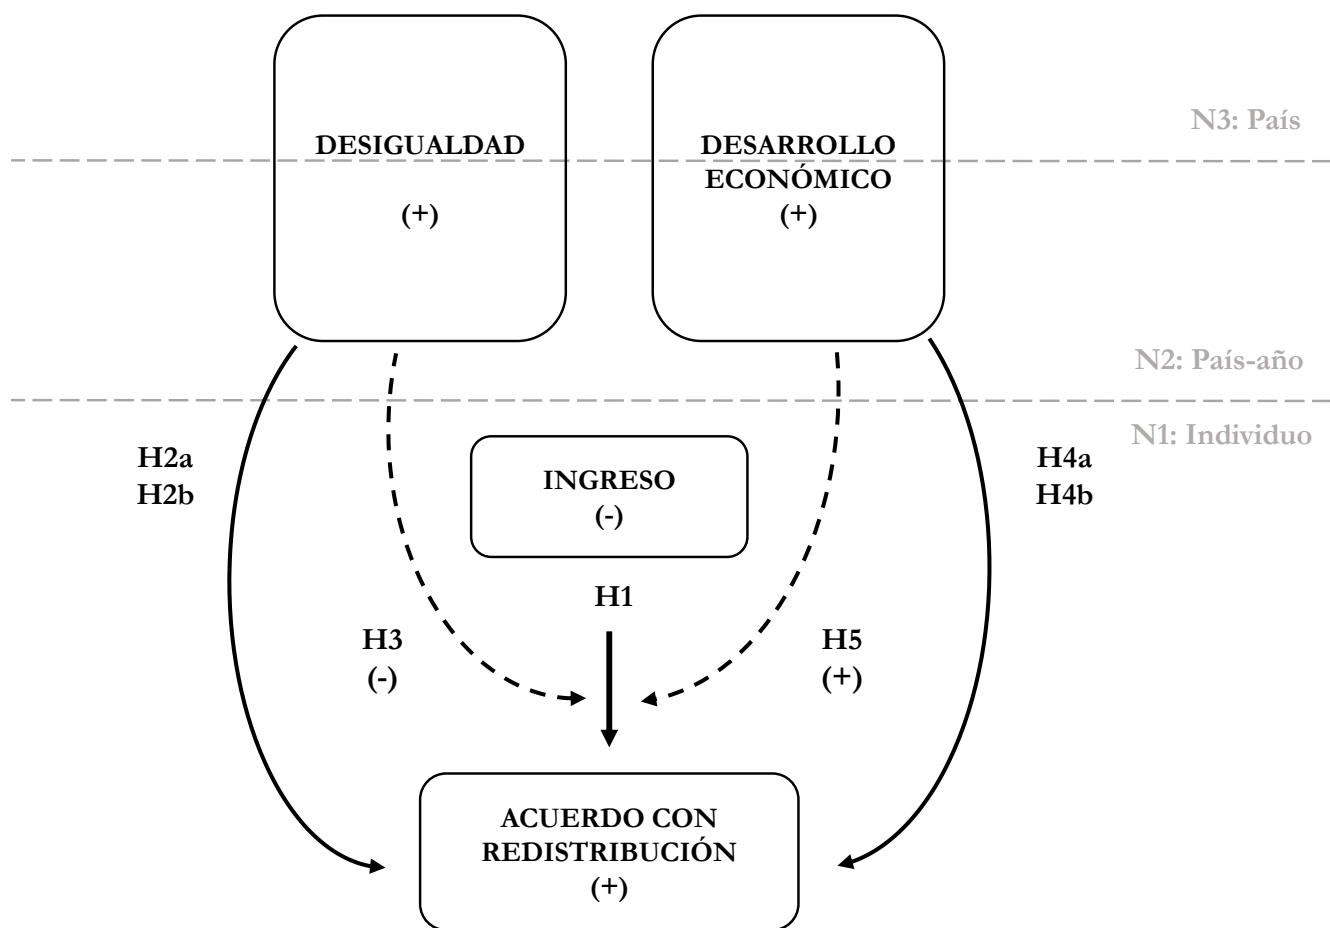 N3: País
DESIGUALDAD
(+)
DESARROLLO
ECONÓMICO
(+)
N2: País-año
N1: Individuo
H2a
H2b
INGRESO
(-)
H4a
H4b
H1
H3
(-)
H5
(+)
ACUERDO CON
REDISTRIBUCIÓN
(+)